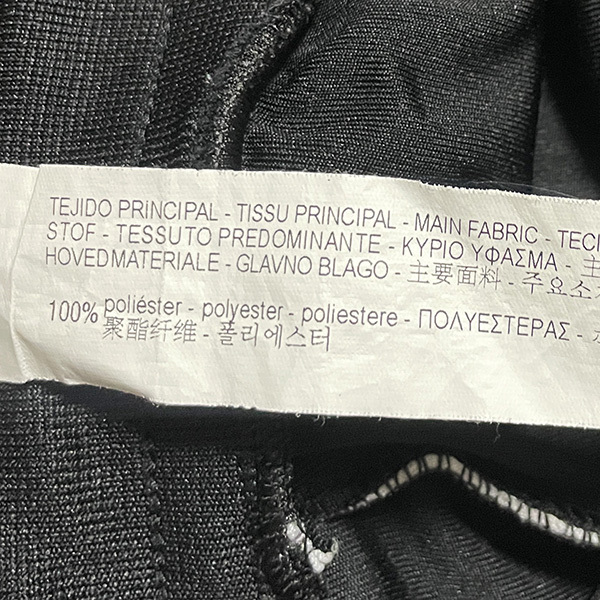 TEJIDO PRINCIPAL - TISSU PRINCIPAL - MAIN FABRIC -
STOF - TESSUTO PREDOMINANTE - ΚΥΡΙΟ ΥΦΑΣΜΑ -
HOVEDMATERIALE - GLAVNO BLAGO - 主要面料 - 주요소
100% poliéster - polyester - poliestere - ΠΟΛΥΕΣΤΕΡΑΣ -
聚酯纤维 - 폴리에스터